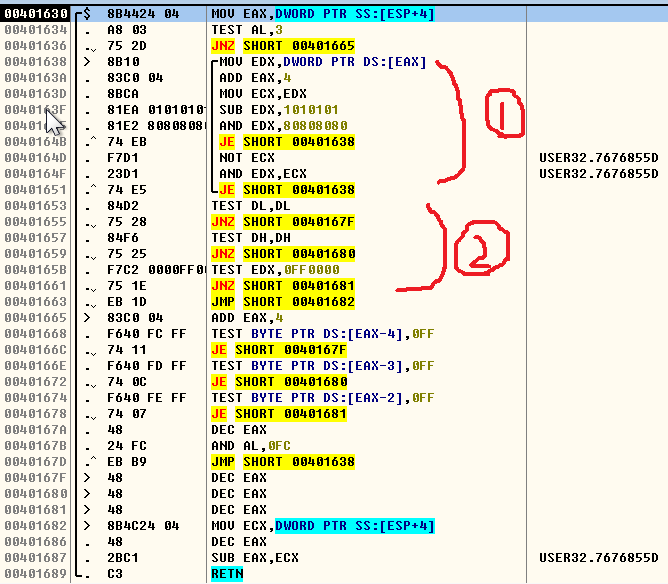 00401630 $ 8B4424 04 MOV EAX,DWORD PTR SS:[ESP+4]
00401634 . A8 03 TEST AL,3
00401636 . 75 2D JNZ SHORT 00401665
00401638 > 8B10 MOV EDX,DWORD PTR DS:[EAX]
0040163A . 83C0 04 ADD EAX,4
0040163D . 8BCA MOV ECX,EDX
0040163F . 81EA 0101010 SUB EDX,1010101
. 81E2 8080808 AND EDX,80808080
0040164B .^ 74 EB JE SHORT 00401638
0040164D . F7D1 NOT ECX USER32.7676855D
0040164F . 23D1 AND EDX,ECX USER32.7676855D
00401651 .^ 74 E5 JE SHORT 00401638
00401653 . 84D2 TEST DL,DL
00401655 . 75 28 JNZ SHORT 0040167F
00401657 . 84F6 TEST DH,DH
00401659 . 75 25 JNZ SHORT 00401680
0040165B . F7C2 0000FF0 TEST EDX,0FF0000
00401661 . 75 1E JNZ SHORT 00401681
00401663 . EB 1D JMP SHORT 00401682
00401665 > 83C0 04 ADD EAX,4
00401668 . F640 FC FF TEST BYTE PTR DS:[EAX-4],0FF
0040166C . 74 11 JE SHORT 0040167F
0040166E . F640 FD FF TEST BYTE PTR DS:[EAX-3],0FF
00401672 . 74 0C JE SHORT 00401680
00401674 . F640 FE FF TEST BYTE PTR DS:[EAX-2],0FF
00401678 . 74 07 JE SHORT 00401681
0040167A . 48 DEC EAX
0040167B . 24 FC AND AL,0FC
0040167D .^ EB B9 JMP SHORT 00401638
0040167F > 48 DEC EAX
00401680 > 48 DEC EAX
00401681 > 48 DEC EAX
00401682 > 8B4C24 04 MOV ECX,DWORD PTR SS:[ESP+4]
00401686 . 48 DEC EAX
00401687 . 2BC1 SUB EAX,ECX USER32.7676855D
00401689 . C3 RETN
1
2